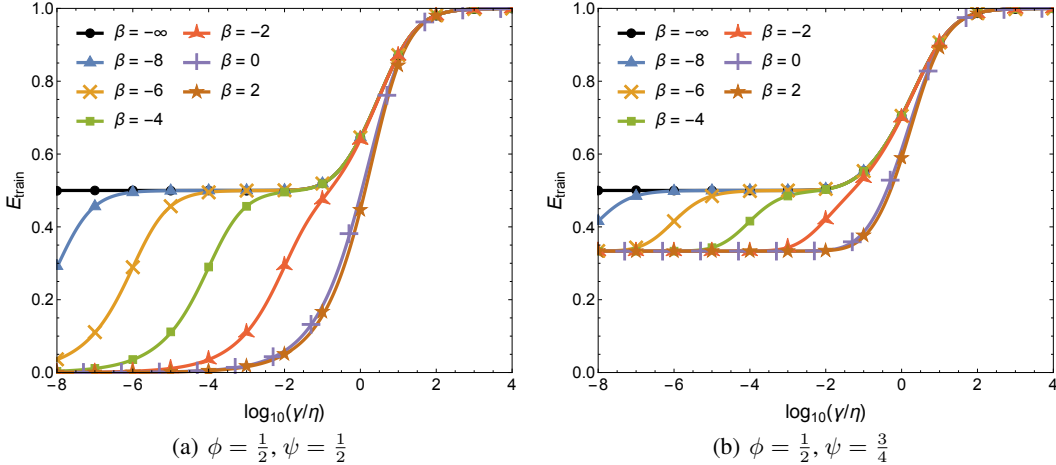 1.0
0.8
0.6
0.4
0.2
0.0
E_train
β = -∞
β = -8
β = -6
β = -4
β = -2
β = 0
β = 2
-8 -6 -4 -2 0 2 4
log₁₀(γ/η)
(a) ϕ = 1/2, ψ = 1/2
1.0
0.8
0.6
0.4
0.2
0.0
E_train
β = -∞
β = -8
β = -6
β = -4
β = -2
β = 0
β = 2
-8 -6 -4 -2 0 2 4
log₁₀(γ/η)
(b) ϕ = 1/2, ψ = 3/4